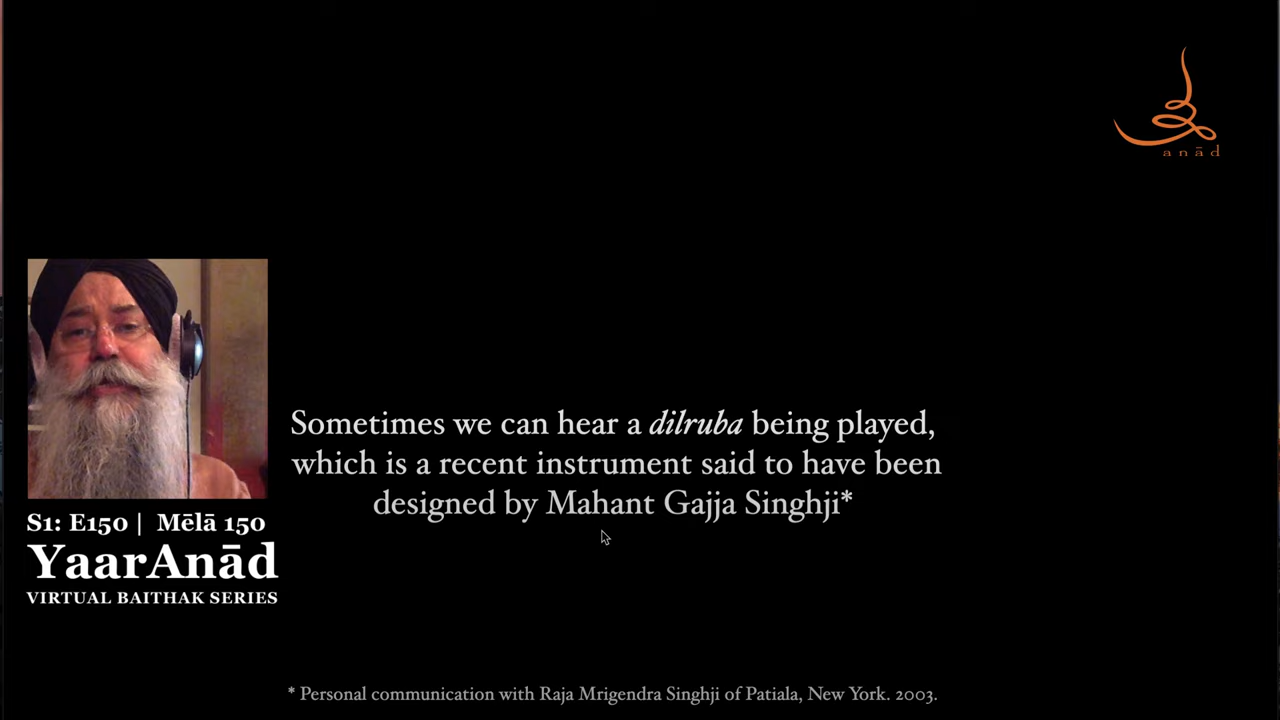 anād
Sometimes we can hear a dilruba being played,
which is a recent instrument said to have been
designed by Mahant Gajja Singhji*
S1: E150 | Mēlā 150
YaarAnād
VIRTUAL BAITHAK SERIES
* Personal communication with Raja Mrigendra Singhji of Patiala, New York. 2003.